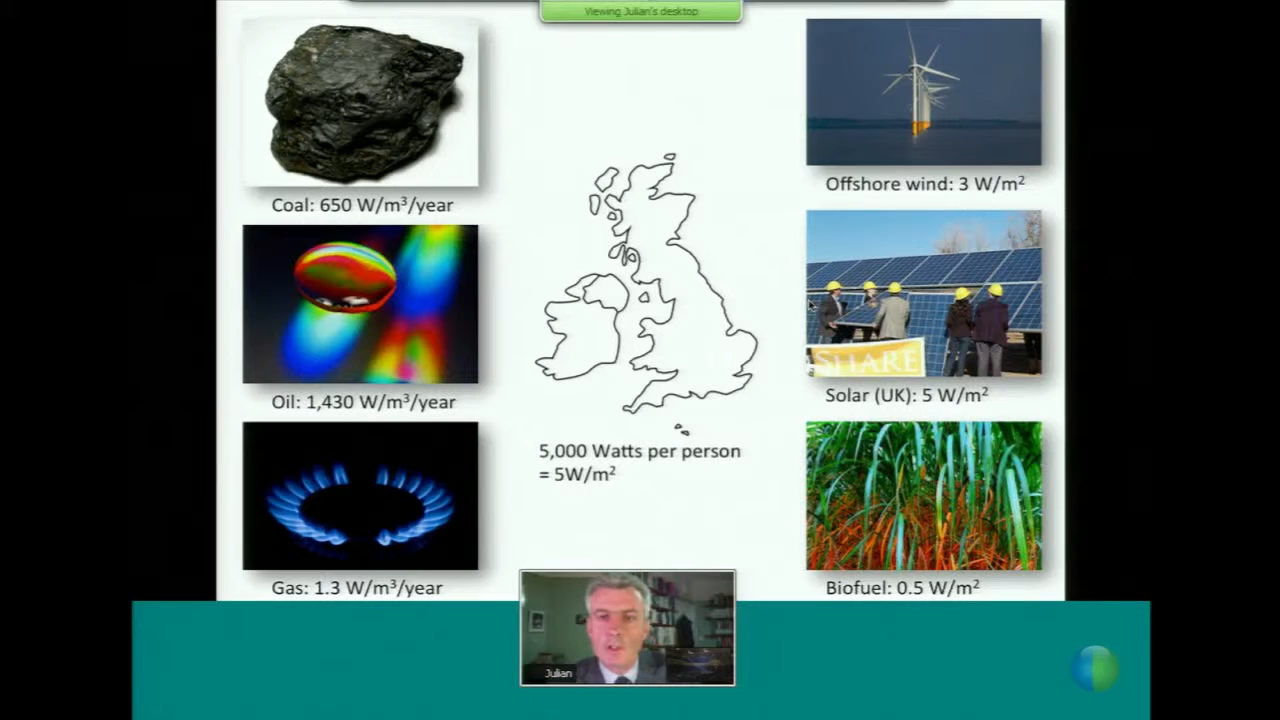 Viewing Julian's desktop
Coal: 650 W/m³/year
Oil: 1,430 W/m³/year
Gas: 1.3 W/m³/year
5,000 Watts per person
= 5W/m²
Offshore wind: 3 W/m²
SHARE
Solar (UK): 5 W/m²
Biofuel: 0.5 W/m²
Julian